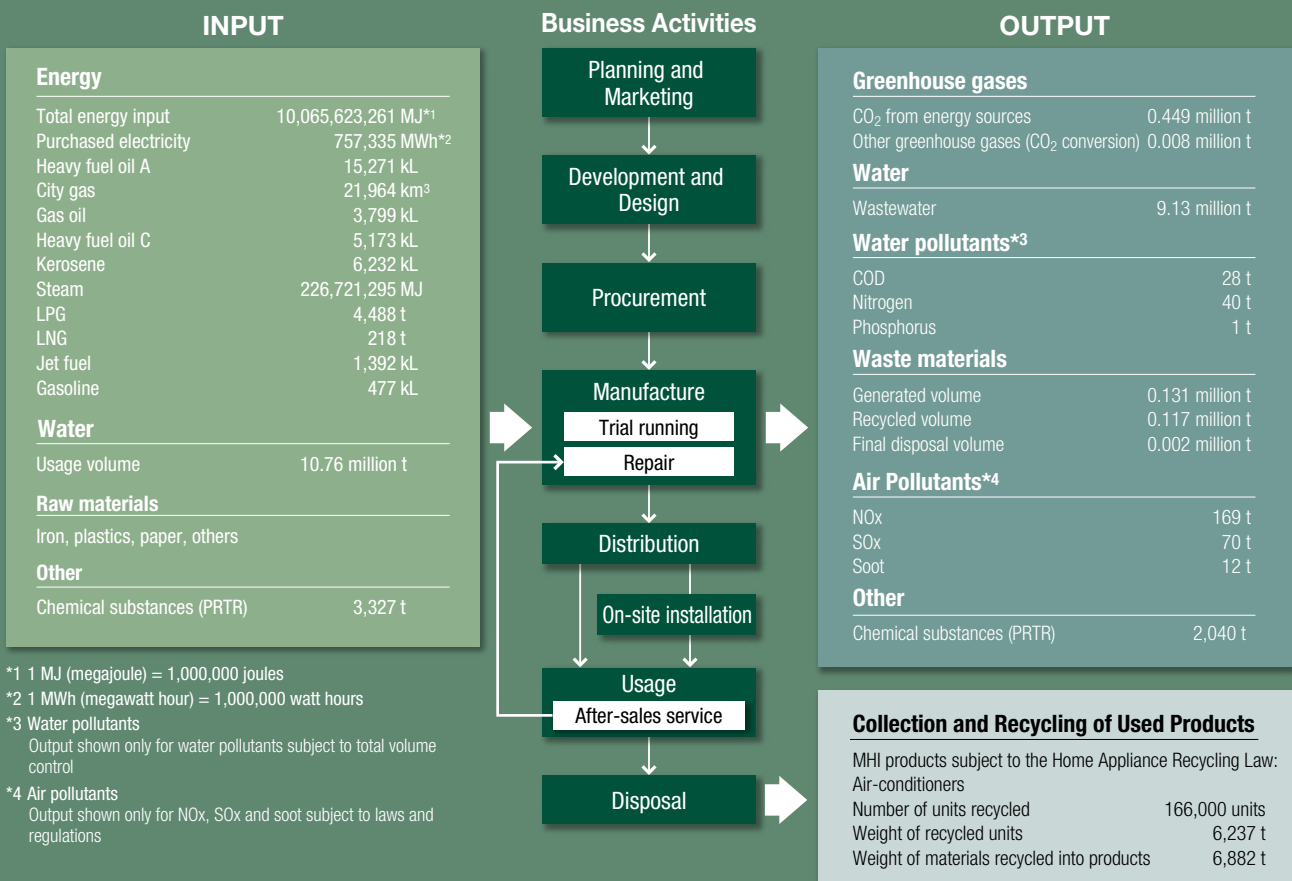 INPUT
Energy
Total energy input 10,065,623,261 MJ*1
Purchased electricity 757,335 MWh*2
Heavy fuel oil A 15,271 kL
City gas 21,964 km3
Gas oil 3,799 kL
Heavy fuel oil C 5,173 kL
Kerosene 6,232 kL
Steam 226,721,295 MJ
LPG 4,488 t
LNG 218 t
Jet fuel 1,392 kL
Gasoline 477 kL
Water
Usage volume 10.76 million t
Raw materials
Iron, plastics, paper, others
Other
Chemical substances (PRTR) 3,327 t
*1 1 MJ (megajoule) = 1,000,000 joules
*2 1 MWh (megawatt hour) = 1,000,000 watt hours
*3 Water pollutants
Output shown only for water pollutants subject to total volume
control
*4 Air pollutants
Output shown only for NOx, SOx and soot subject to laws and
regulations
Business Activities
Planning and
Marketing
Development and
Design
Procurement
Manufacture
Trial running
Repair
Distribution
On-site installation
Usage
After-sales service
Disposal
OUTPUT
Greenhouse gases
CO2 from energy sources 0.449 million t
Other greenhouse gases (CO2 conversion) 0.008 million t
Water
Wastewater 9.13 million t
Water pollutants*3
COD 28 t
Nitrogen 40 t
Phosphorus 1 t
Waste materials
Generated volume 0.131 million t
Recycled volume 0.117 million t
Final disposal volume 0.002 million t
Air Pollutants*4
NOx 169 t
SOx 70 t
Soot 12 t
Other
Chemical substances (PRTR) 2,040 t
Collection and Recycling of Used Products
MHI products subject to the Home Appliance Recycling Law:
Air-conditioners
Number of units recycled 166,000 units
Weight of recycled units 6,237 t
Weight of materials recycled into products 6,882 t